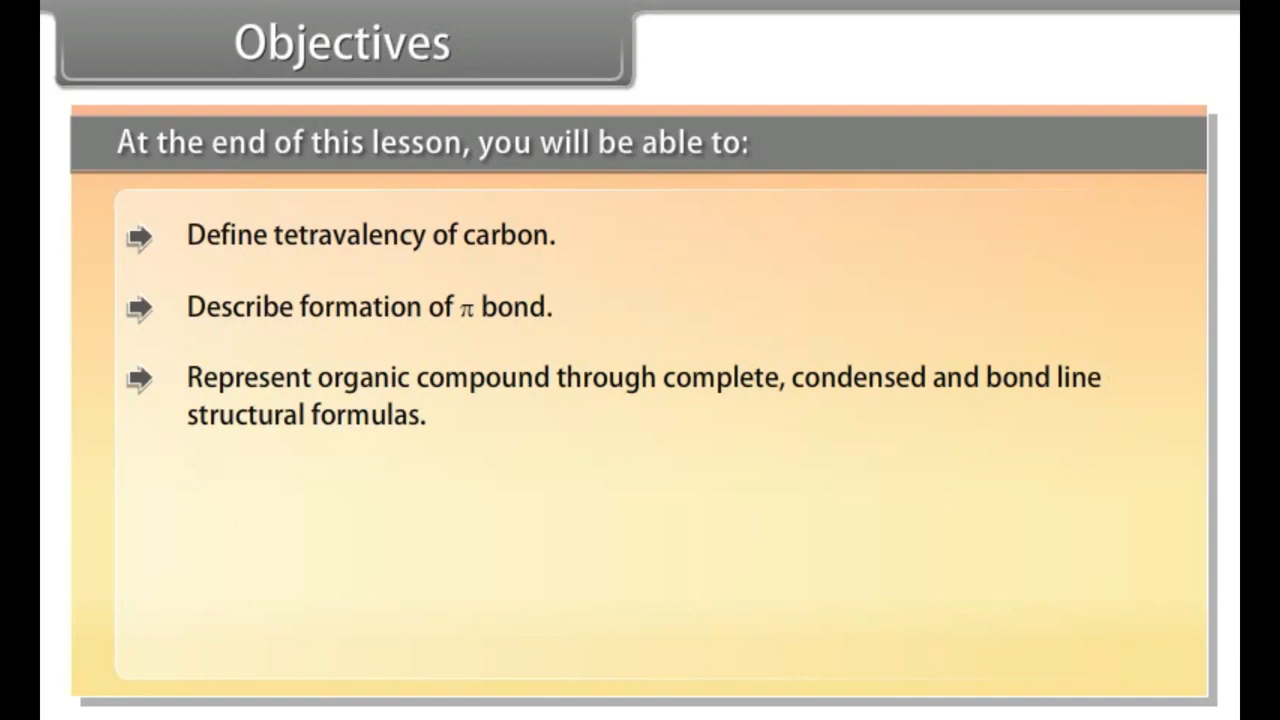 Objectives
At the end of this lesson, you will be able to:
Define tetravalency of carbon.
Describe formation of π bond.
Represent organic compound through complete, condensed and bond line
structural formulas.